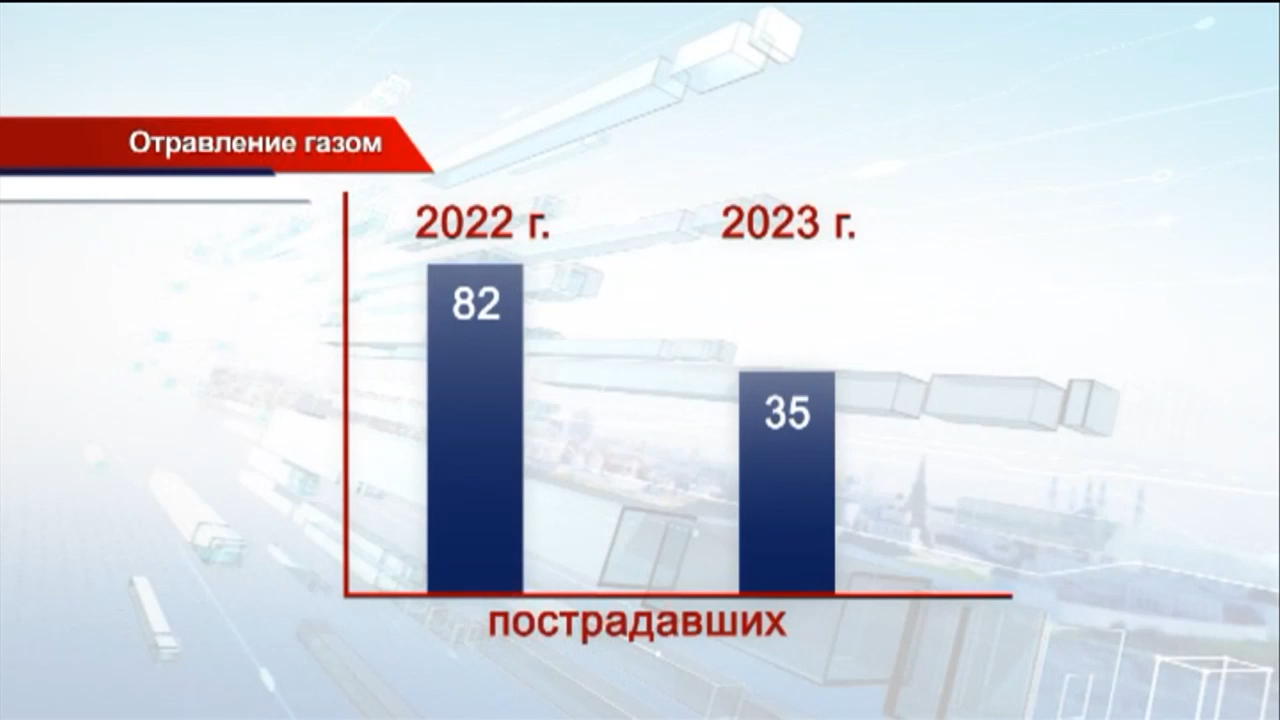 Отравление газом
2022 г.
2023 г.
82
35
пострадавших